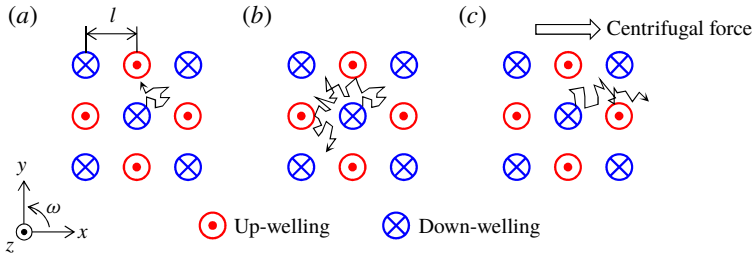 (a)
l
(b)
(c)
Centrifugal force
y
ω
z
x
Up-welling
Down-welling